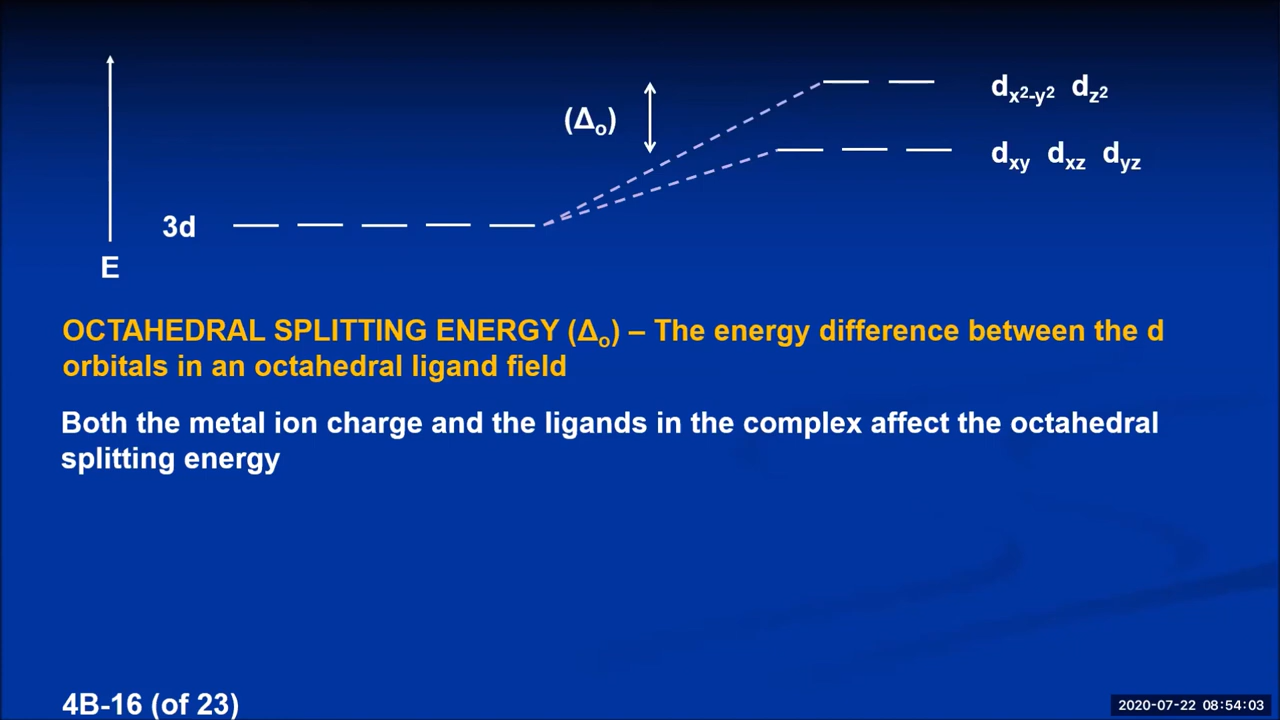 (Δₒ)
dx²-y² dz²
dxy dxz dyz
3d
E
OCTAHEDRAL SPLITTING ENERGY (Δₒ) – The energy difference between the d
orbitals in an octahedral ligand field
Both the metal ion charge and the ligands in the complex affect the octahedral
splitting energy
4B-16 (of 23)
2020-07-22 08:54:03